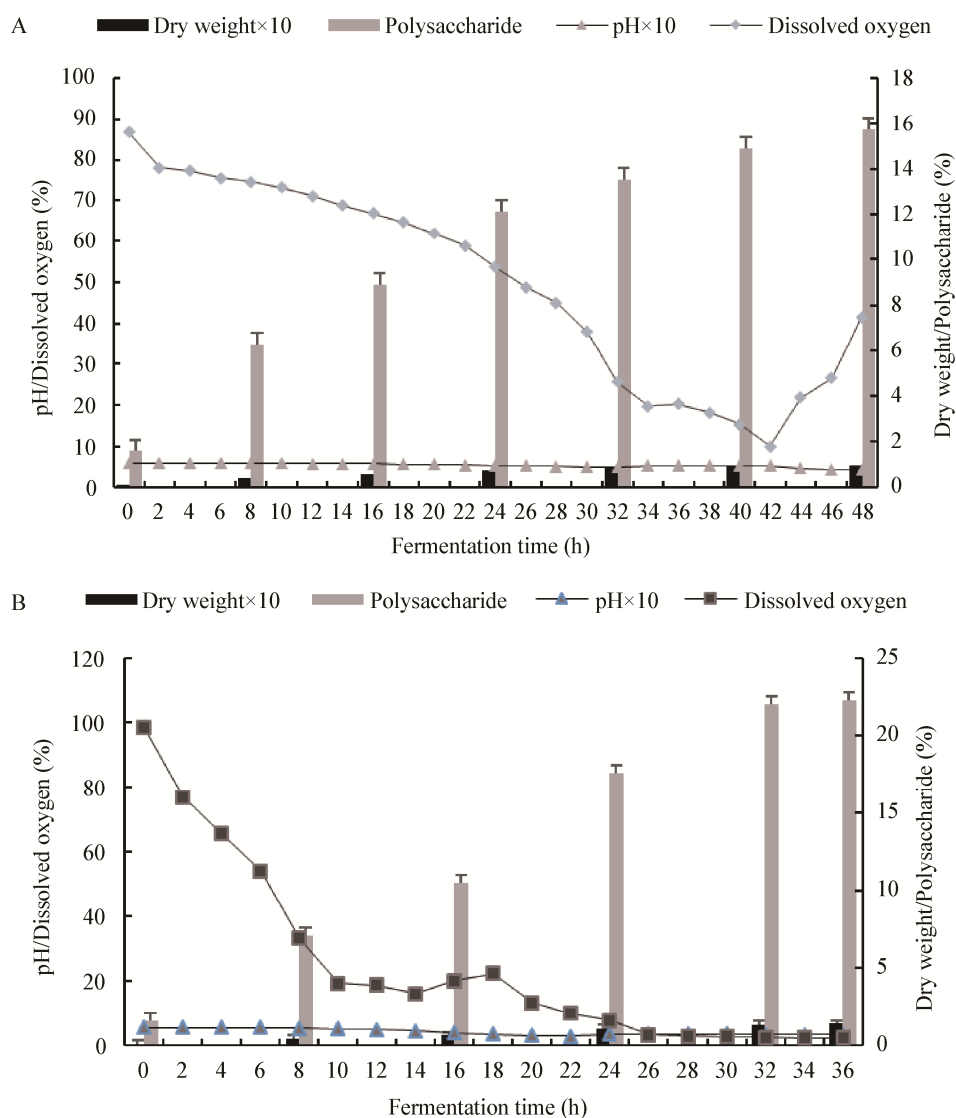 A
Dry weight×10 Polysaccharide pH×10 Dissolved oxygen
100 90 80 70 60 50 40 30 20 10 0
pH/Dissolved oxygen (%)
18 16 14 12 10 8 6 4 2 0
Dry weight/Polysaccharide (%)
0 2 4 6 8 10 12 14 16 18 20 22 24 26 28 30 32 34 36 38 40 42 44 46 48
Fermentation time (h)
B
Dry weight×10 Polysaccharide pH×10 Dissolved oxygen
120 100 80 60 40 20 0
pH/Dissolved oxygen (%)
25 20 15 10 5 0
Dry weight/Polysaccharide (%)
0 2 4 6 8 10 12 14 16 18 20 22 24 26 28 30 32 34 36
Fermentation time (h)